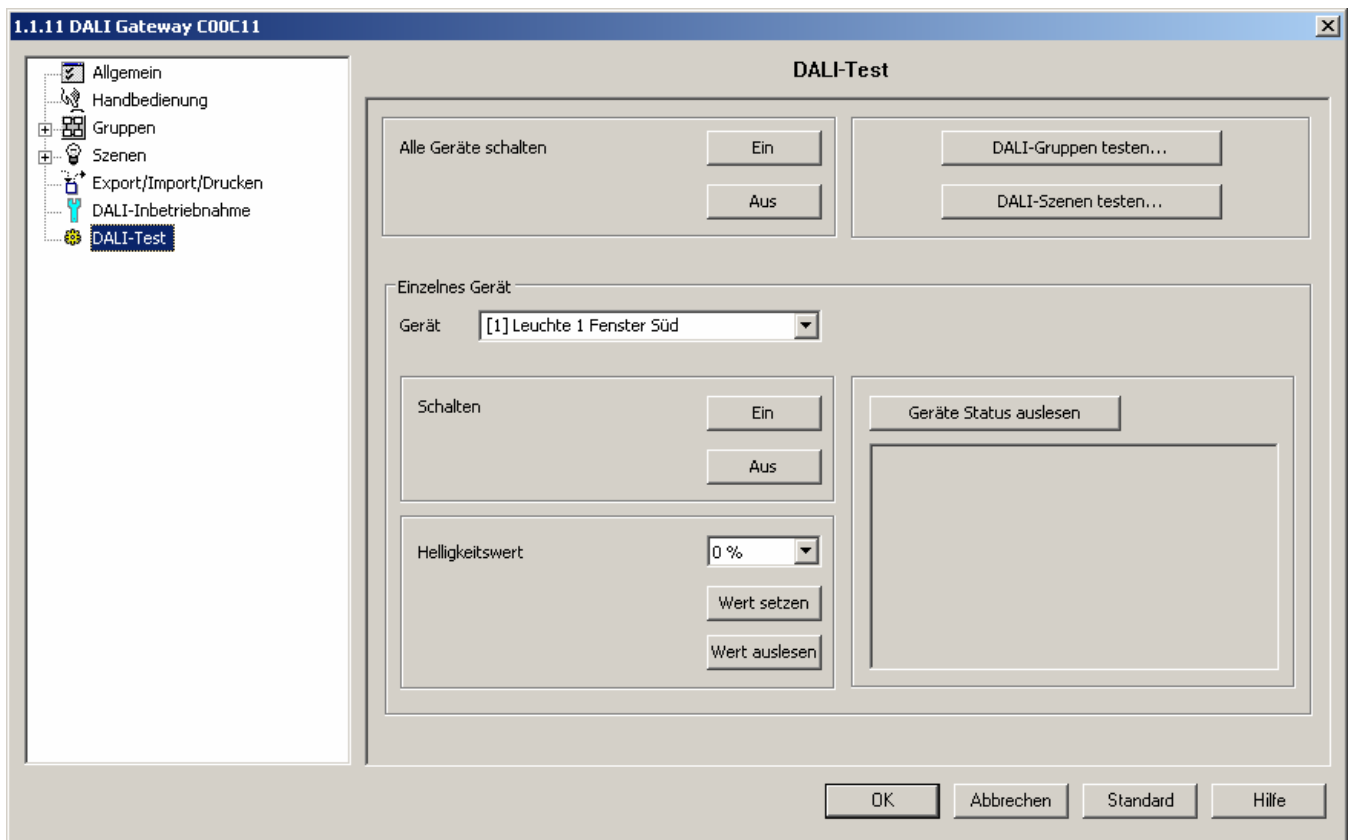 1.1.11 DALI Gateway C00C11
Allgemein
Handbedienung
Gruppen
Szenen
Export/Import/Drucken
DALI-Inbetriebnahme
DALI-Test
DALI-Test
Alle Geräte schalten
Ein
Aus
DALI-Gruppen testen...
DALI-Szenen testen...
Einzelnes Gerät
Gerät [1] Leuchte 1 Fenster Süd
Schalten
Ein
Aus
Geräte Status auslesen
Helligkeitswert
0 %
Wert setzen
Wert auslesen
OK Abbrechen Standard Hilfe